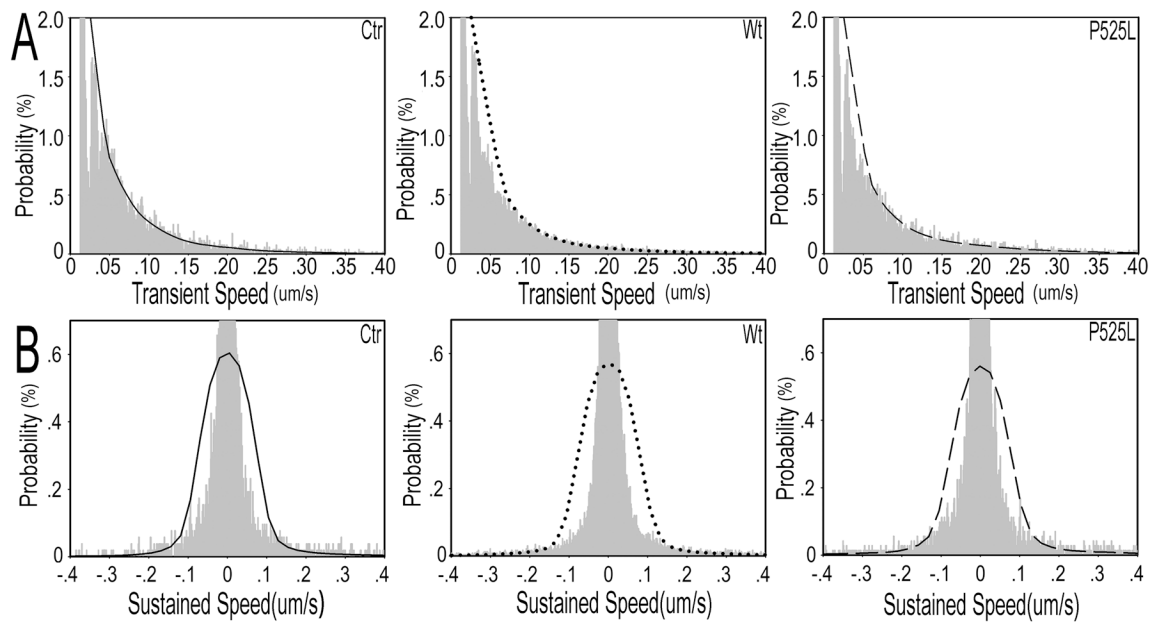 A
Ctr
2.0
1.5
1.0
.5
0
Probability (%)
0 .05 .10 .15 .20 .25 .30 .35 .40
Transient Speed (um/s)
Wt
2.0
1.5
1.0
.5
0
Probability (%)
0 .05 .10 .15 .20 .25 .30 .35 .40
Transient Speed (um/s)
P525L
2.0
1.5
1.0
.5
0
Probability (%)
0 .05 .10 .15 .20 .25 .30 .35 .40
Transient Speed (um/s)
B
Ctr
.6
.4
.2
0
Probability (%)
-.4 -.3 -.2 -.1 0 .1 .2 .3 .4
Sustained Speed(um/s)
Wt
.6
.4
.2
0
Probability (%)
-.4 -.3 -.2 -.1 0 .1 .2 .3 .4
Sustained Speed(um/s)
P525L
.6
.4
.2
0
Probability (%)
-.4 -.3 -.2 -.1 0 .1 .2 .3 .4
Sustained Speed(um/s)